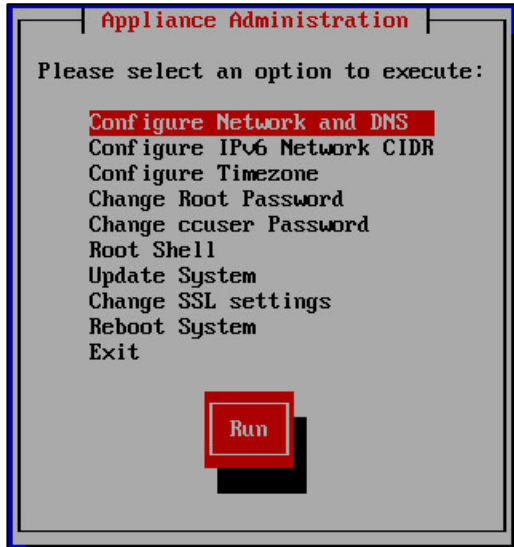 Appliance Administration
Please select an option to execute:
Configure Network and DNS
Configure IPv6 Network CIDR
Configure Timezone
Change Root Password
Change ccuser Password
Root Shell
Update System
Change SSL settings
Reboot System
Exit
Run